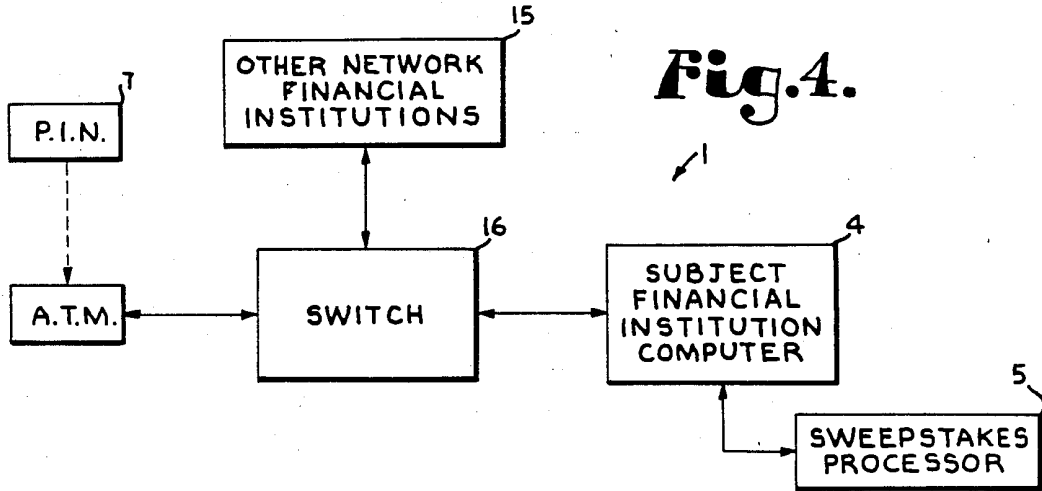 15
OTHER NETWORK
FINANCIAL
INSTITUTIONS
Fig.4.
7
P.I.N.
1
16
4
SWITCH
SUBJECT
FINANCIAL
INSTITUTION
COMPUTER
A.T.M.
5
SWEEPSTAKES
PROCESSOR